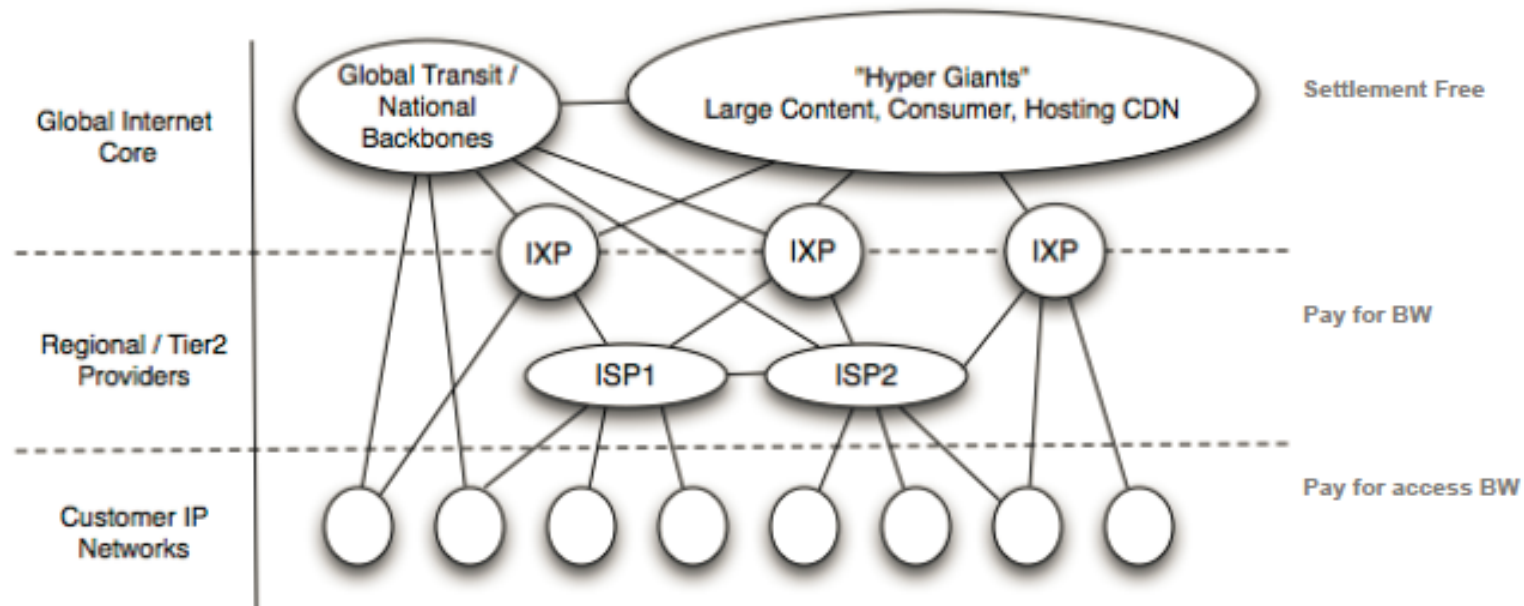 Global Transit /
National
Backbones
"Hyper Giants"
Large Content, Consumer, Hosting CDN
Settlement Free
Global Internet
Core
IXP
IXP
IXP
Pay for BW
Regional / Tier2
Providers
ISP1
ISP2
Pay for access BW
Customer IP
Networks